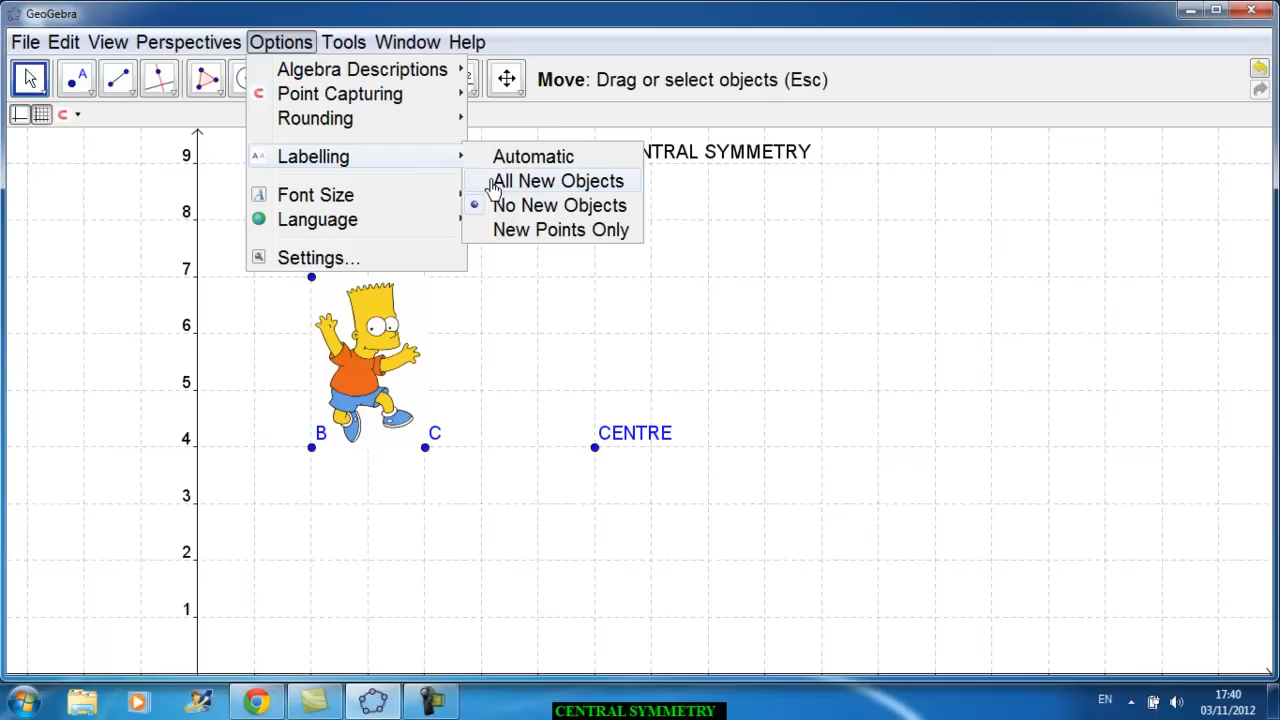 GeoGebra
File Edit View Perspectives Options Tools Window Help
A
Move: Drag or select objects (Esc)
Algebra Descriptions
Point Capturing
Rounding
Labelling
Font Size
Language
Settings...
Automatic
All New Objects
No New Objects
New Points Only
NTRAL SYMMETRY
9
8
7
6
5
4
3
2
1
B
C
CENTRE
EN
17:40
03/11/2012
CENTRAL SYMMETRY